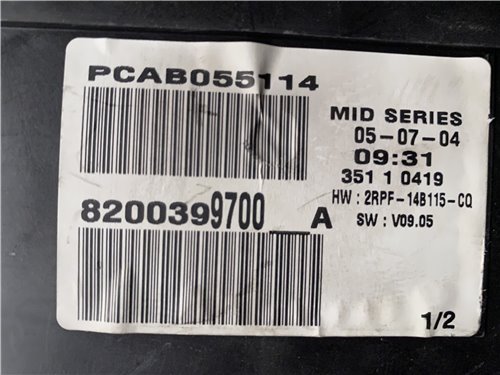 PCAB055114
MID SERIES
05-07-04
09:31
351 1 0419
HW : 2RPF-14B115-CQ
SW : V09.05
8200399700__A
1/2